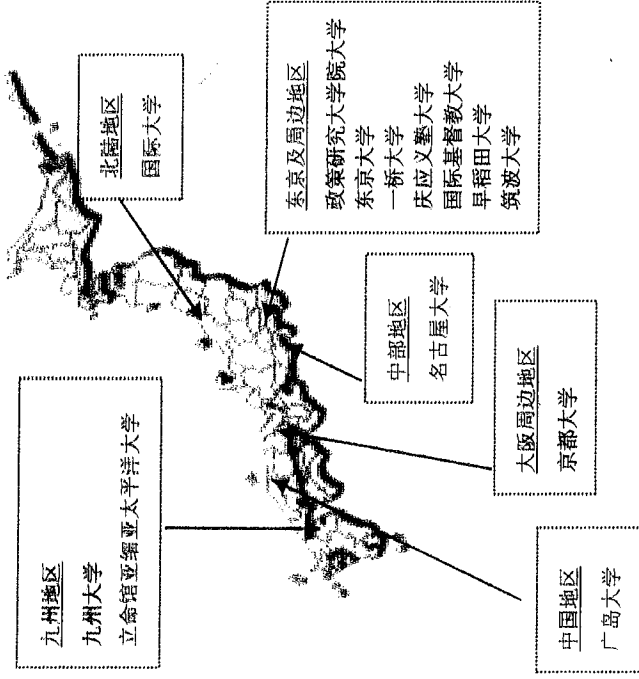 北陆地区
国际大学
东京及周边地区
政策研究大学院大学
东京大学
一桥大学
庆应义塾大学
国际基督教大学
早稻田大学
筑波大学
中部地区
名古屋大学
大阪周边地区
京都大学
中国地区
广岛大学
九州地区
九州大学
立命馆亚细亚太平洋大学